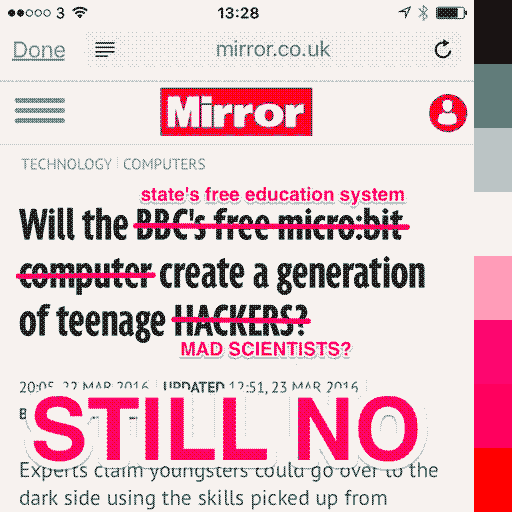 3 13:28
Done mirror.co.uk
Mirror
TECHNOLOGY | COMPUTERS
state's free education system
Will the BBC's free micro:bit
computer create a generation
of teenage HACKERS?
MAD SCIENTISTS?
20:05, 22 MAR 2016 UPDATED 12:51, 23 MAR 2016
B
STILL NO
Experts claim youngsters could go over to the
dark side using the skills picked up from